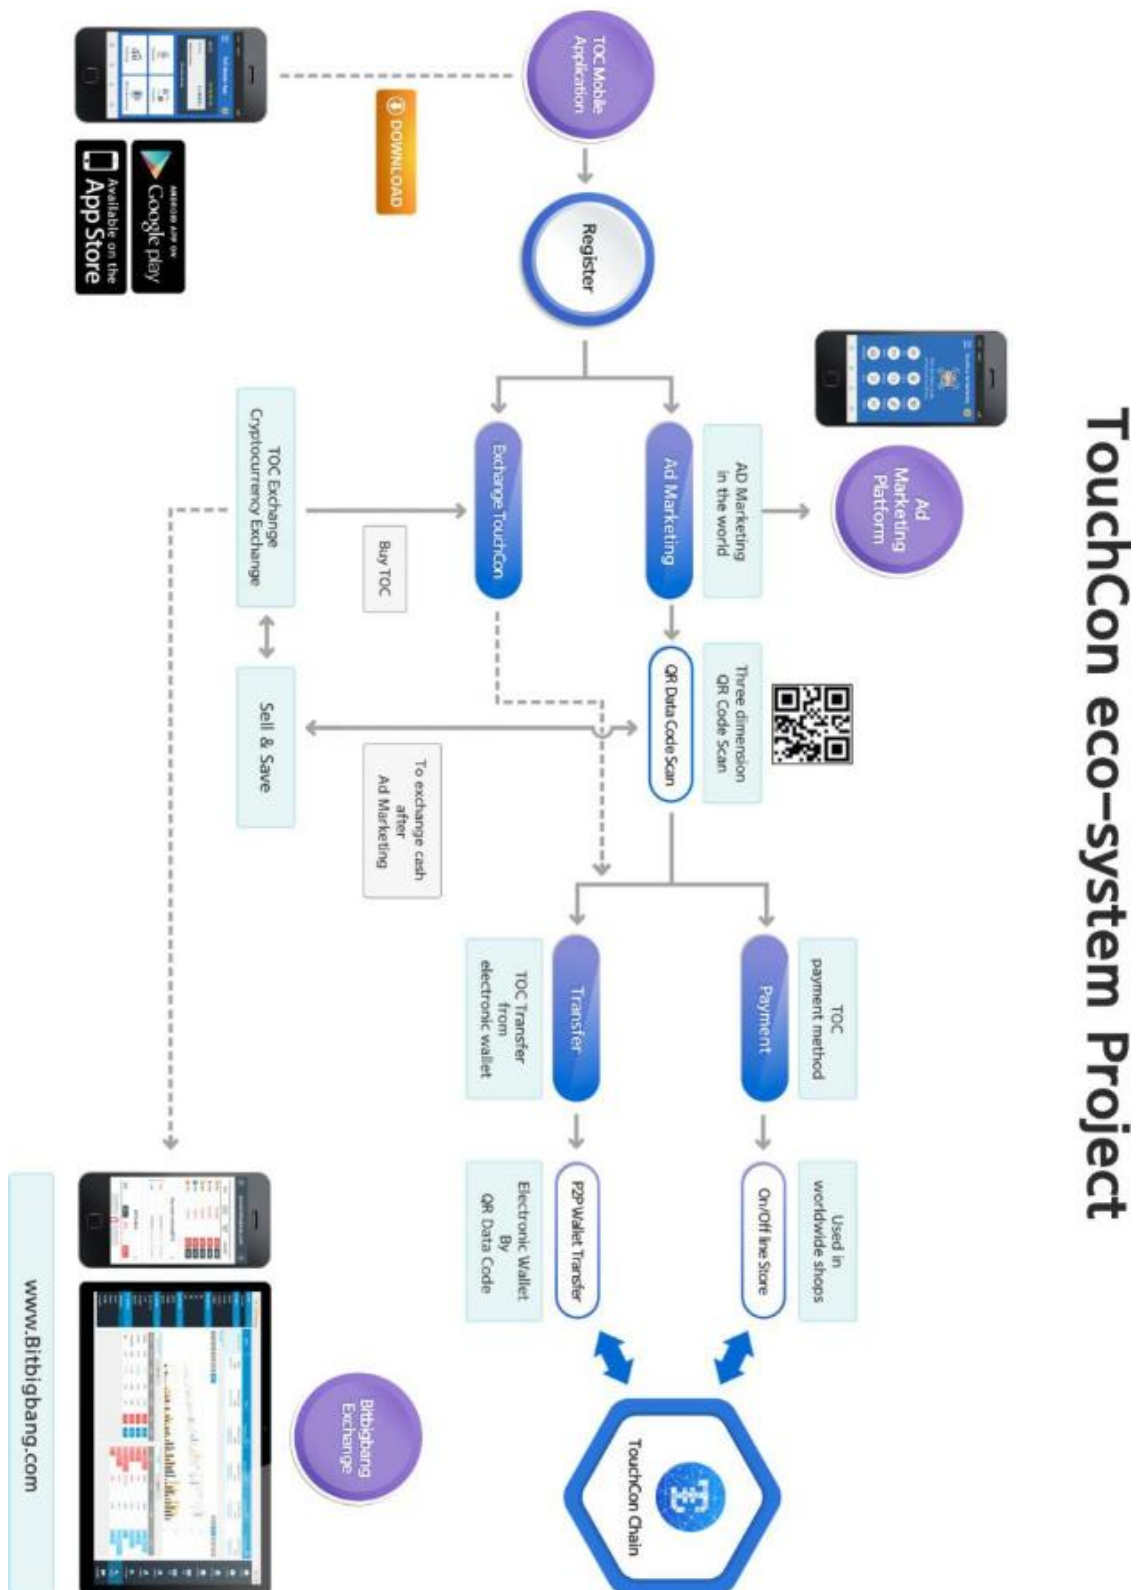 TouchCon eco-system Project
TOC Mobile
Application
DOWNLOAD
ANDROID APP ON
Google play
Available on the
App Store
Register
Ad
Marketing
Platform
AD Marketing
in the world
Ad Marketing
Exchange TouchCon
Buy TOC
TOC Exchange
Cryptocurrency Exchange
Three dimension
QR Code Scan
QR Data Code Scan
To exchange cash
after
Ad Marketing
Sell & Save
TOC
payment method
Payment
Transfer
TOC Transfer
from
electronic wallet
Used in
worldwide shops
On/Off line Store
P2P Wallet Transfer
Electronic Wallet
By
QR Data Code
TouchCon Chain
Bitbigbang
Exchange
www.Bitbigbang.com